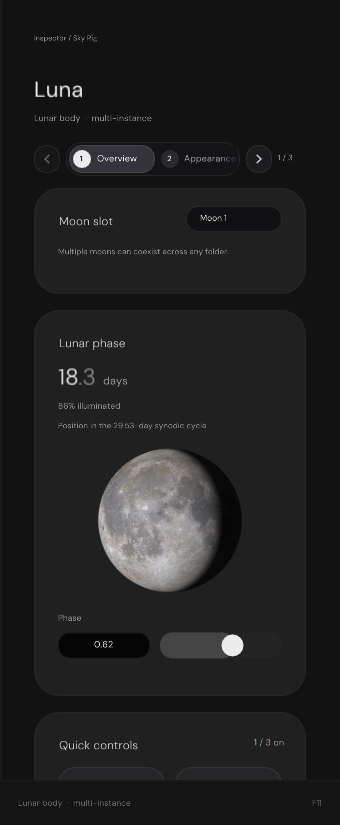 Inspector / Sky Rig
Luna
Lunar body · multi-instance
1 Overview 2 Appearance 1 / 3
Moon slot Moon 1
Multiple moons can coexist across any folder.
Lunar phase
18.3 days
86% illuminated
Position in the 29.53-day synodic cycle
Phase
0.62
Quick controls 1 / 3 on
Lunar body · multi-instance F11